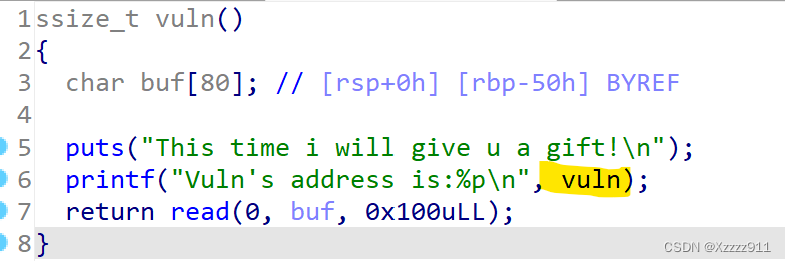 1 ssize_t vuln()
2 {
3   char buf[80]; // [rsp+0h] [rbp-50h] BYREF
4
5   puts("This time i will give u a gift!\n");
6   printf("Vuln's address is:%p\n", vuln);
7   return read(0, buf, 0x100uLL);
8 }
CSDN @Xzzzz911